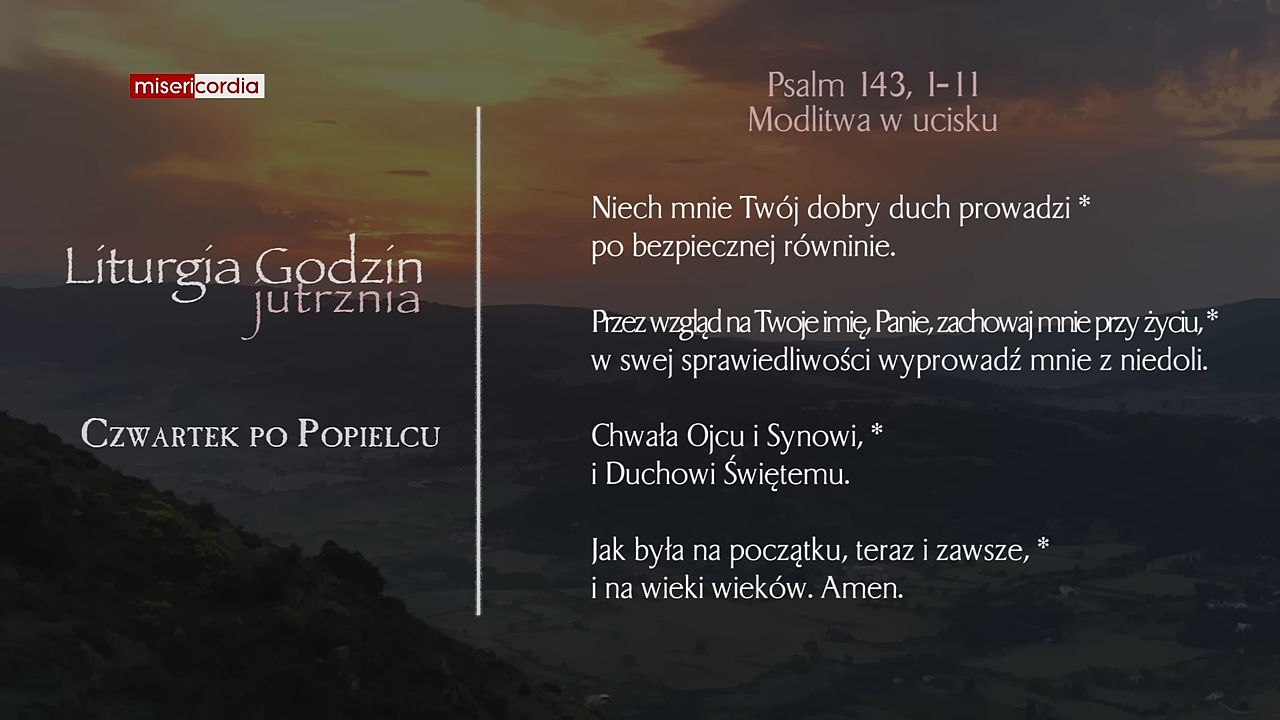 misericordia
Liturgia Godzin
jutrznia
Czwartek po Popielcu
Psalm 143, 1-11
Modlitwa w ucisku
Niech mnie Twój dobry duch prowadzi *
po bezpiecznej równinie.
Przez wzgląd na Twoje imię, Panie, zachowaj mnie przy życiu, *
w swej sprawiedliwości wyprowadź mnie z niedoli.
Chwała Ojcu i Synowi, *
i Duchowi Świętemu.
Jak była na początku, teraz i zawsze, *
i na wieki wieków. Amen.